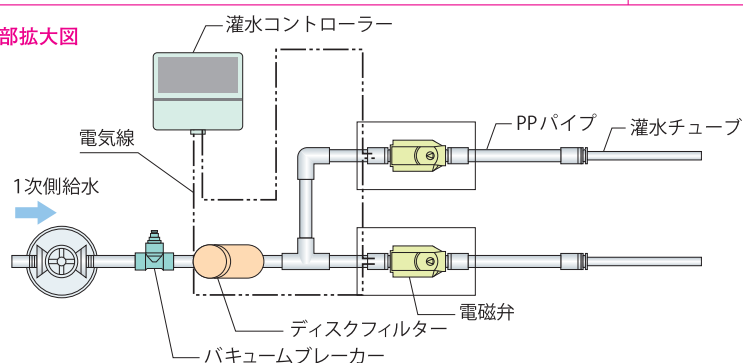 部拡大図
灌水コントローラー
電気線
PPパイプ
灌水チューブ
1次側給水
電磁弁
ディスクフィルター
バキュームブレーカー